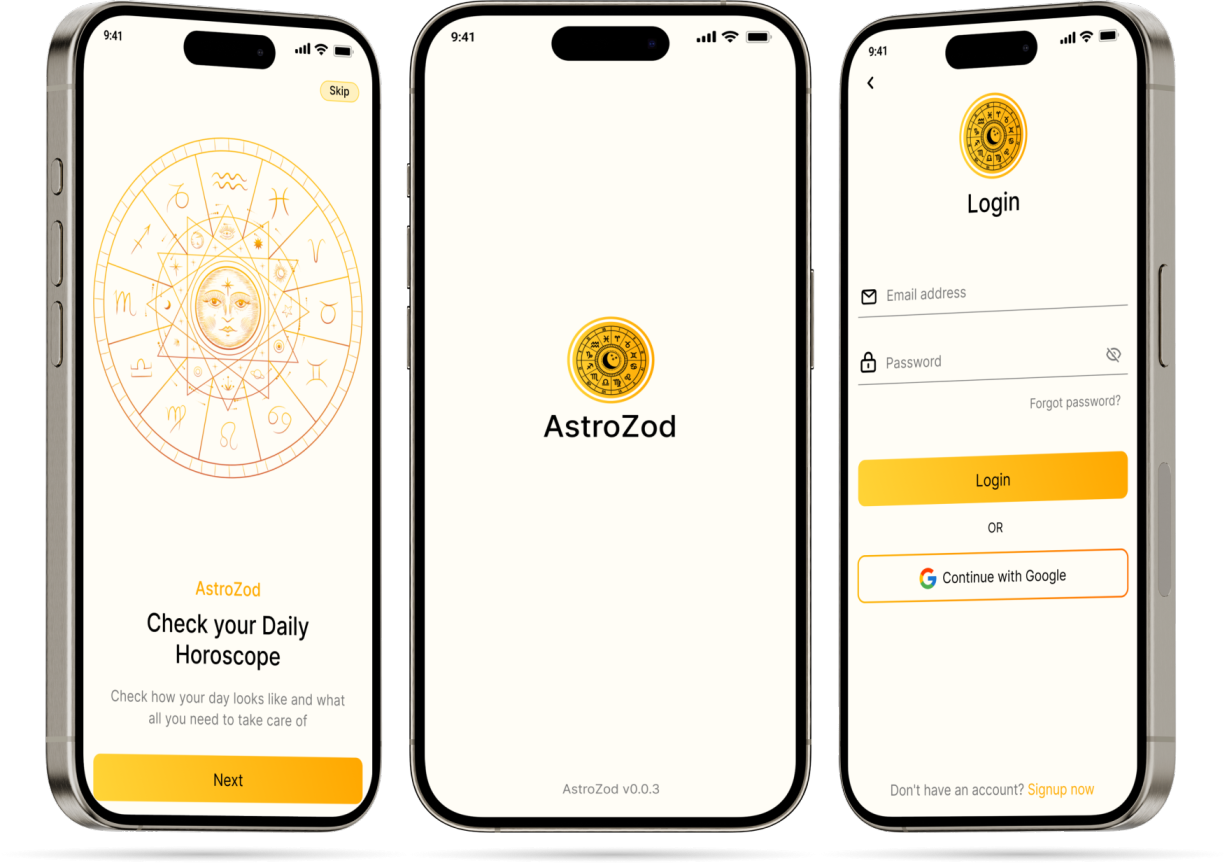 9:41
Skip
AstroZod
Check your Daily
Horoscope
Check how your day looks like and what
all you need to take care of
Next
9:41
AstroZod
AstroZod v0.0.3
9:41
Login
Email address
Password
Forgot password?
Login
OR
Continue with Google
Don't have an account? Signup now